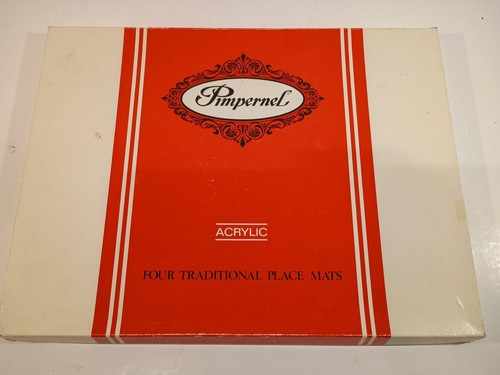 Pimpernel
ACRYLIC
FOUR TRADITIONAL PLACE MATS